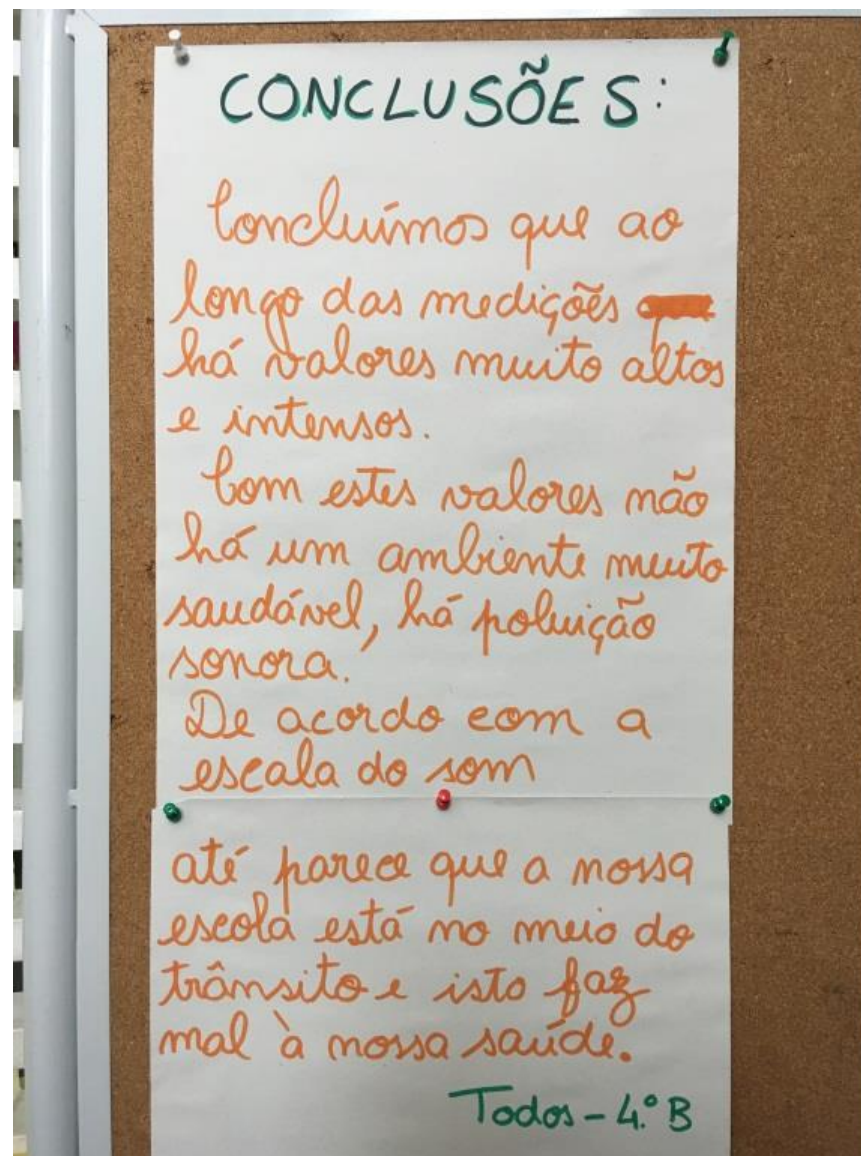 CONCLUSÕES:
Concluímos que ao
longo das medições
há valores muito altos
e intensos.
Com estes valores não
há um ambiente muito
saudável, há poluição
sonora.
De acordo com a
escala do som
até parece que a nossa
escola está no meio do
trânsito e isto faz
mal à nossa saúde.
Todos - 4.º B